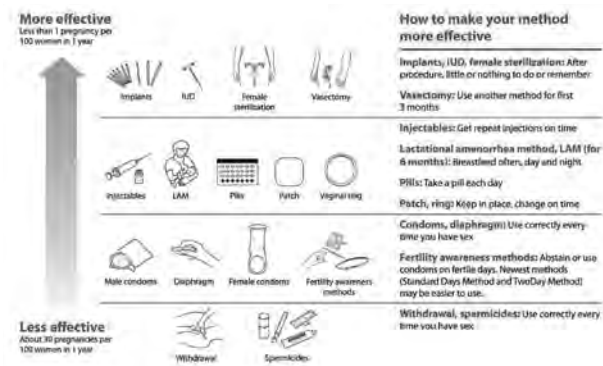 More effective
Less than 1 pregnancy per
100 women in 1 year
How to make your method
more effective
Implants
IUD
Female
sterilization
Vasectomy
Implants, IUD, female sterilization: After
procedure, little or nothing to do or remember
Vasectomy: Use another method for first
3 months
Injectables
LAM
Pills
Patch
Vaginal ring
Injectables: Get repeat injections on time
Lactational amenorrhea method, LAM (for
6 months): Breastfeed often, day and night
Pills: Take a pill each day
Patch, ring: Keep in place, change on time
Male condoms
Diaphragm
Female condoms
Fertility awareness
methods
Condoms, diaphragm: Use correctly every
time you have sex
Fertility awareness methods: Abstain or use
condoms on fertile days. Newest methods
(Standard Days Method and TwoDay Method)
may be easier to use.
Less effective
About 30 pregnancies per
100 women in 1 year
Withdrawal
Spermicides
Withdrawal, spermicides: Use correctly every
time you have sex